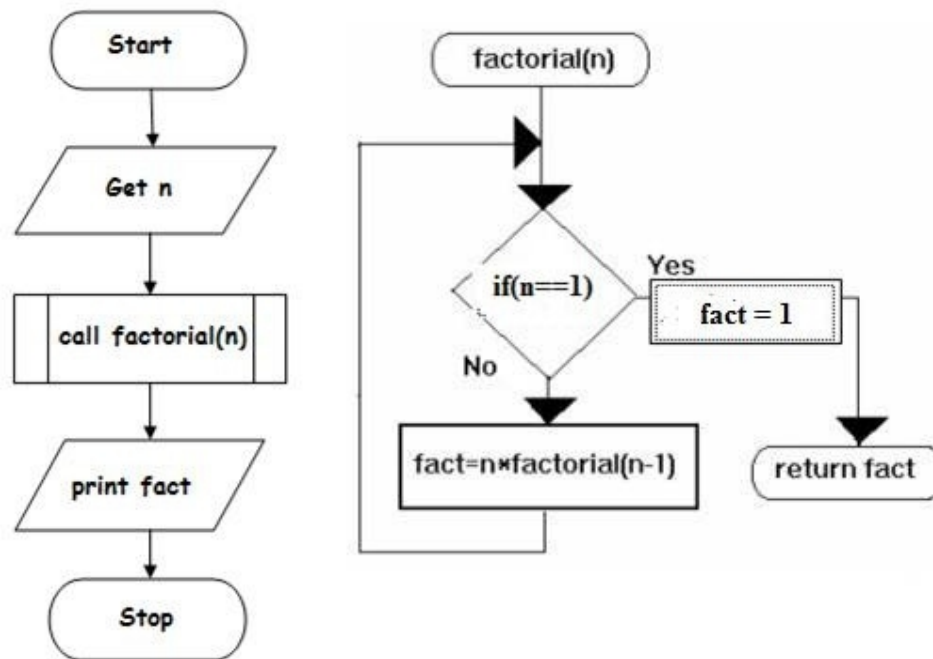 Start
Get n
call factorial(n)
print fact
Stop
factorial(n)
if(n==1)
Yes
fact = 1
No
fact=n*factorial(n-1)
return fact